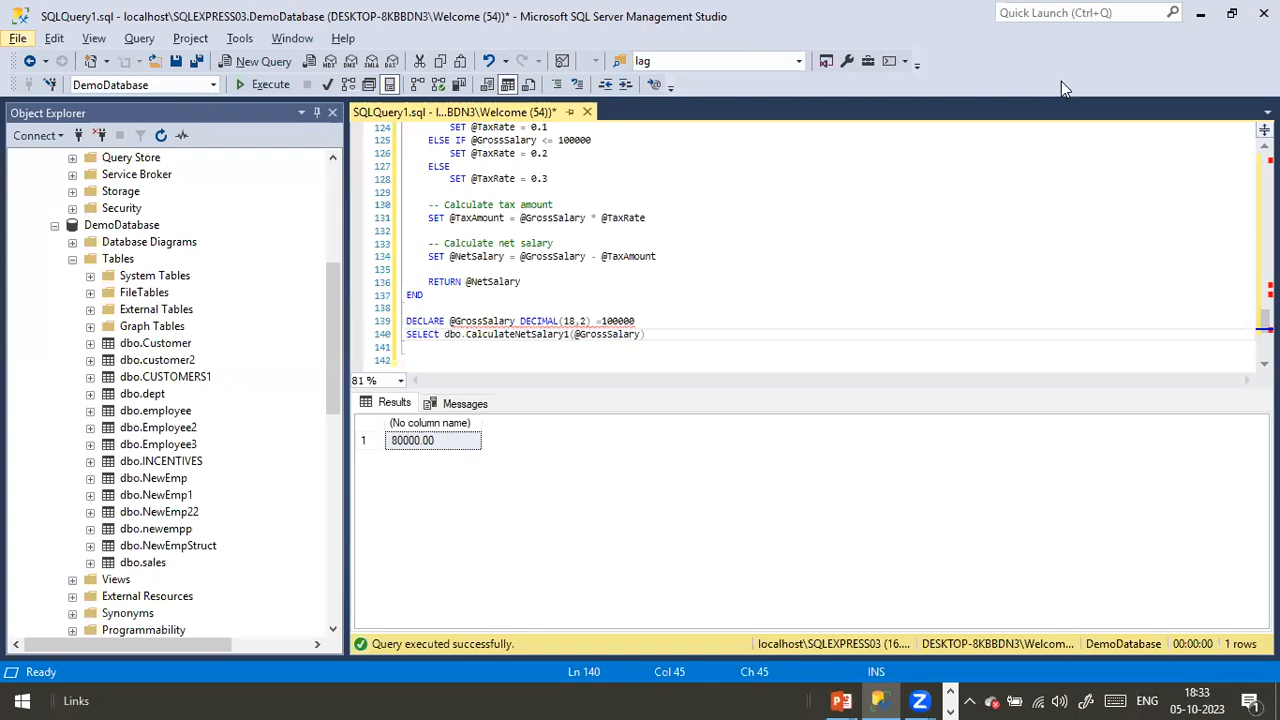 SQLQuery1.sql - localhost\SQLEXPRESS03.DemoDatabase (DESKTOP-8KBBDN3\Welcome (54))* - Microsoft SQL Server Management Studio
Quick Launch (Ctrl+Q)
File Edit View Query Project Tools Window Help
New Query
lag
DemoDatabase
Execute
Object Explorer
SQLQuery1.sql - l...BDN3\Welcome (54))*
Connect
Query Store
Service Broker
Storage
Security
DemoDatabase
Database Diagrams
Tables
System Tables
FileTables
External Tables
Graph Tables
dbo.Customer
dbo.customer2
dbo.CUSTOMERS1
dbo.dept
dbo.employee
dbo.Employee2
dbo.Employee3
dbo.INCENTIVES
dbo.NewEmp
dbo.NewEmp1
dbo.NewEmp22
dbo.newempp
dbo.NewEmpStruct
dbo.sales
Views
External Resources
Synonyms
Programmability
124 SET @TaxRate = 0.1
125 ELSE IF @GrossSalary <= 100000
126 SET @TaxRate = 0.2
127 ELSE
128 SET @TaxRate = 0.3
129
130 -- Calculate tax amount
131 SET @TaxAmount = @GrossSalary * @TaxRate
132
133 -- Calculate net salary
134 SET @NetSalary = @GrossSalary - @TaxAmount
135
136 RETURN @NetSalary
137 END
138
139 DECLARE @GrossSalary DECIMAL(18,2) =100000
140 SELECT dbo.CalculateNetSalary1(@GrossSalary)
141
142
81 %
Results Messages
(No column name)
1 80000.00
Query executed successfully.
localhost\SQLEXPRESS03 (16.... DESKTOP-8KBBDN3\Welcom... DemoDatabase 00:00:00 1 rows
Ready Ln 140 Col 45 Ch 45 INS
Links
ENG
18:33
05-10-2023
1